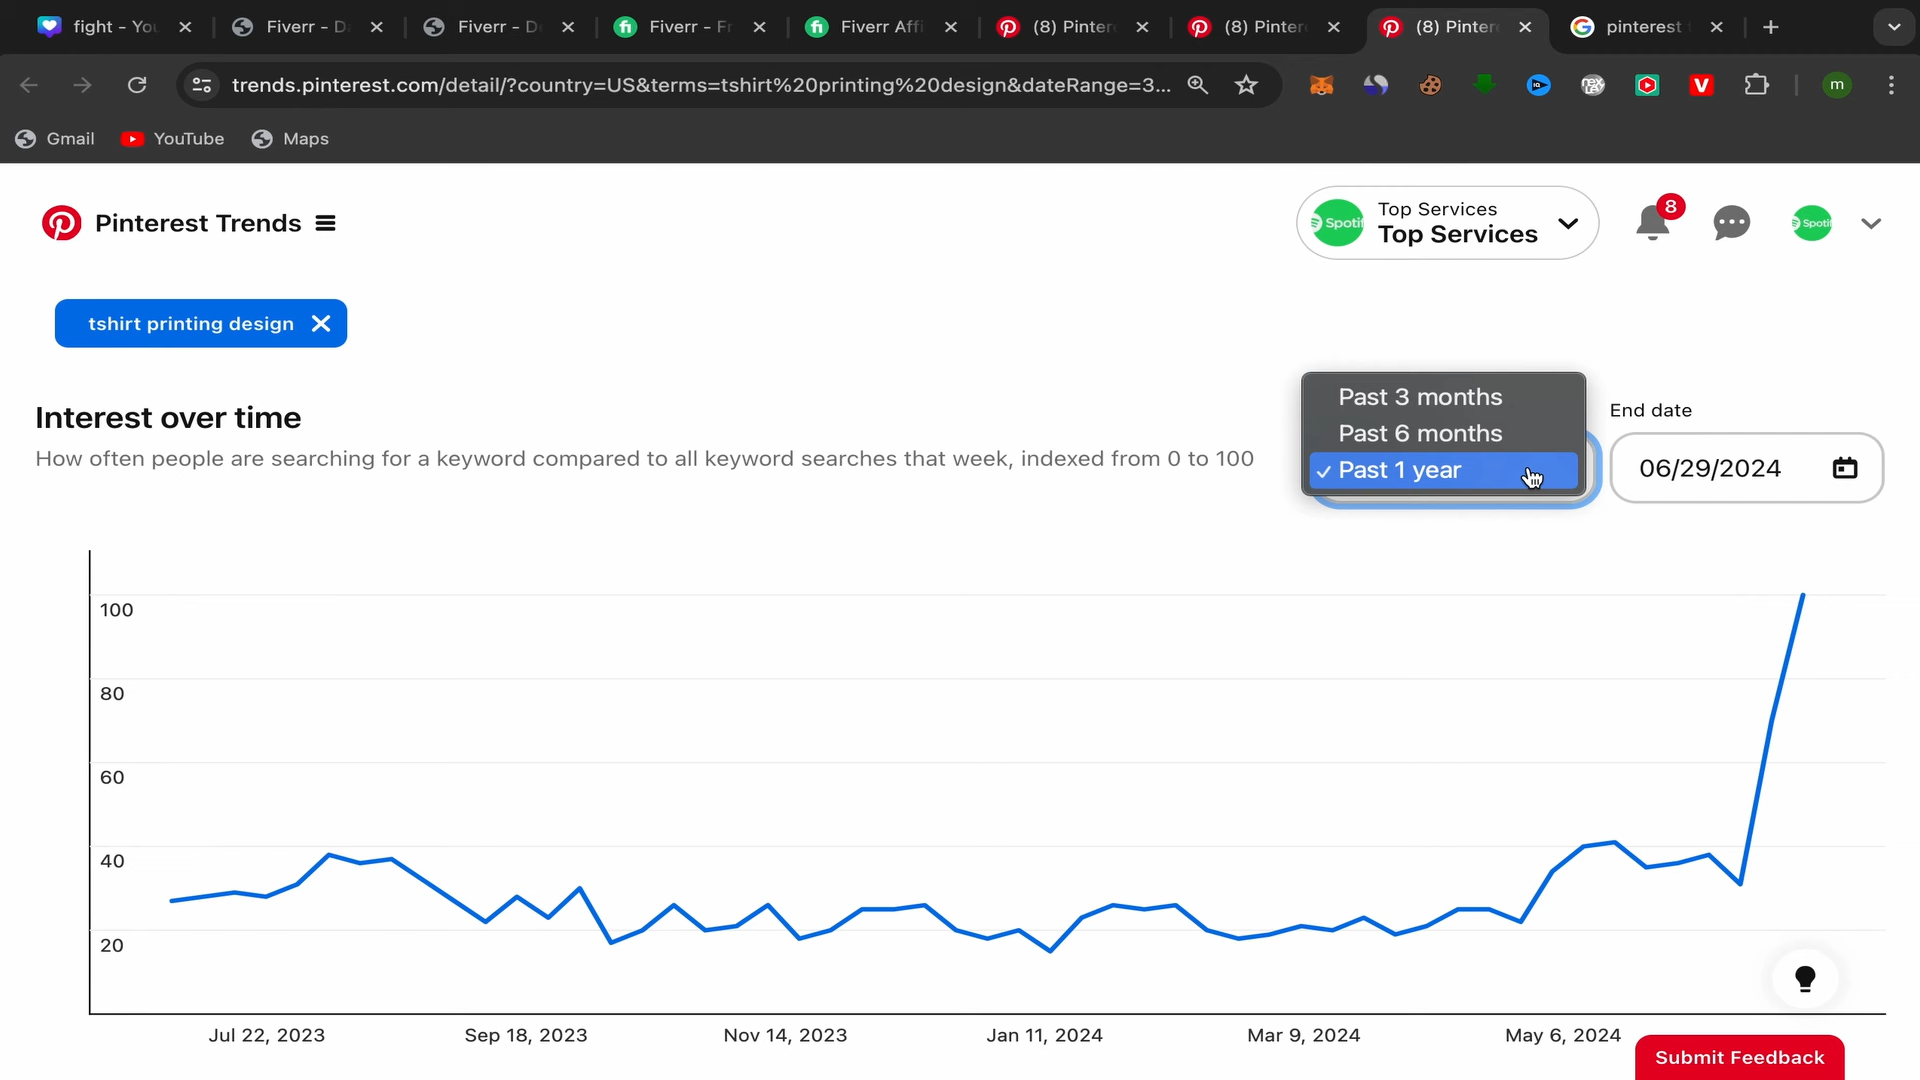 fight - You
Fiverr - D
Fiverr - De
Fiverr - Fr
Fiverr Affi
(8) Pinter
(8) Pinter
(8) Pinter
pinterest
trends.pinterest.com/detail/?country=US&terms=tshirt%20printing%20design&dateRange=3...
m
Gmail
YouTube
Maps
Pinterest Trends
Spotif
Top Services
Top Services
8
Spotif
tshirt printing design
Past 3 months
Interest over time
End date
Past 6 months
How often people are searching for a keyword compared to all keyword searches that week, indexed from 0 to 100
Past 1 year
06/29/2024
100
80
60
40
20
Jul 22, 2023
Sep 18, 2023
Nov 14, 2023
Jan 11, 2024
Mar 9, 2024
May 6, 2024
Submit Feedback